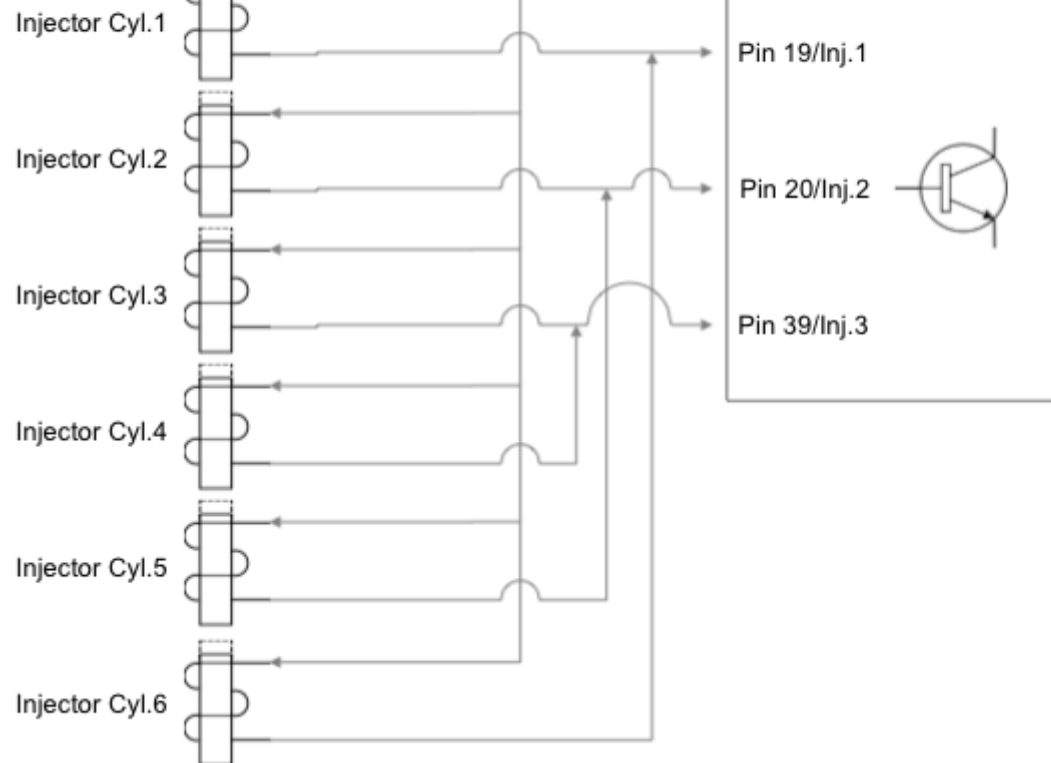 Injector Cyl.1
Pin 19/Inj.1
Injector Cyl.2
Pin 20/Inj.2
Injector Cyl.3
Pin 39/Inj.3
Injector Cyl.4
Injector Cyl.5
Injector Cyl.6